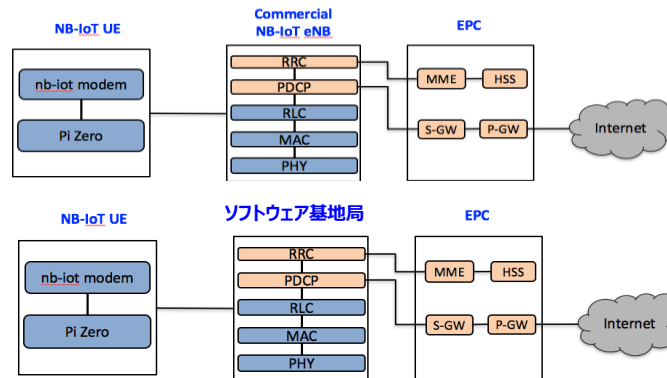 NB-IoT UE
Commercial
NB-IoT eNB
EPC
nb-iot modem
Pi Zero
RRC
PDCP
RLC
MAC
PHY
MME
HSS
S-GW
P-GW
Internet
NB-IoT UE
ソフトウェア基地局
EPC
nb-iot modem
Pi Zero
RRC
PDCP
RLC
MAC
PHY
MME
HSS
S-GW
P-GW
Internet